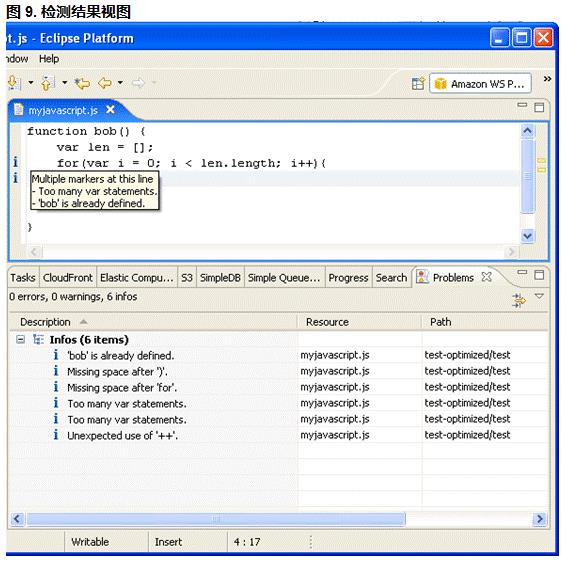 图 9. 检测结果视图
ot.js - Eclipse Platform
ndow Help
Amazon WS P...
»
myjavascript.js
function bob() {
var len = [];
for(var i = 0; i < len.length; i++){
Multiple markers at this line
- Too many var statements.
- 'bob' is already defined.
}
Tasks CloudFront Elastic Compu... S3 SimpleDB Simple Queue... Progress Search Problems
0 errors, 0 warnings, 6 infos
Description Resource Path
Infos (6 items)
'bob' is already defined. myjavascript.js test-optimized/test
Missing space after ')'. myjavascript.js test-optimized/test
Missing space after 'for'. myjavascript.js test-optimized/test
Too many var statements. myjavascript.js test-optimized/test
Too many var statements. myjavascript.js test-optimized/test
Unexpected use of '++'. myjavascript.js test-optimized/test
Writable Insert 4 : 17